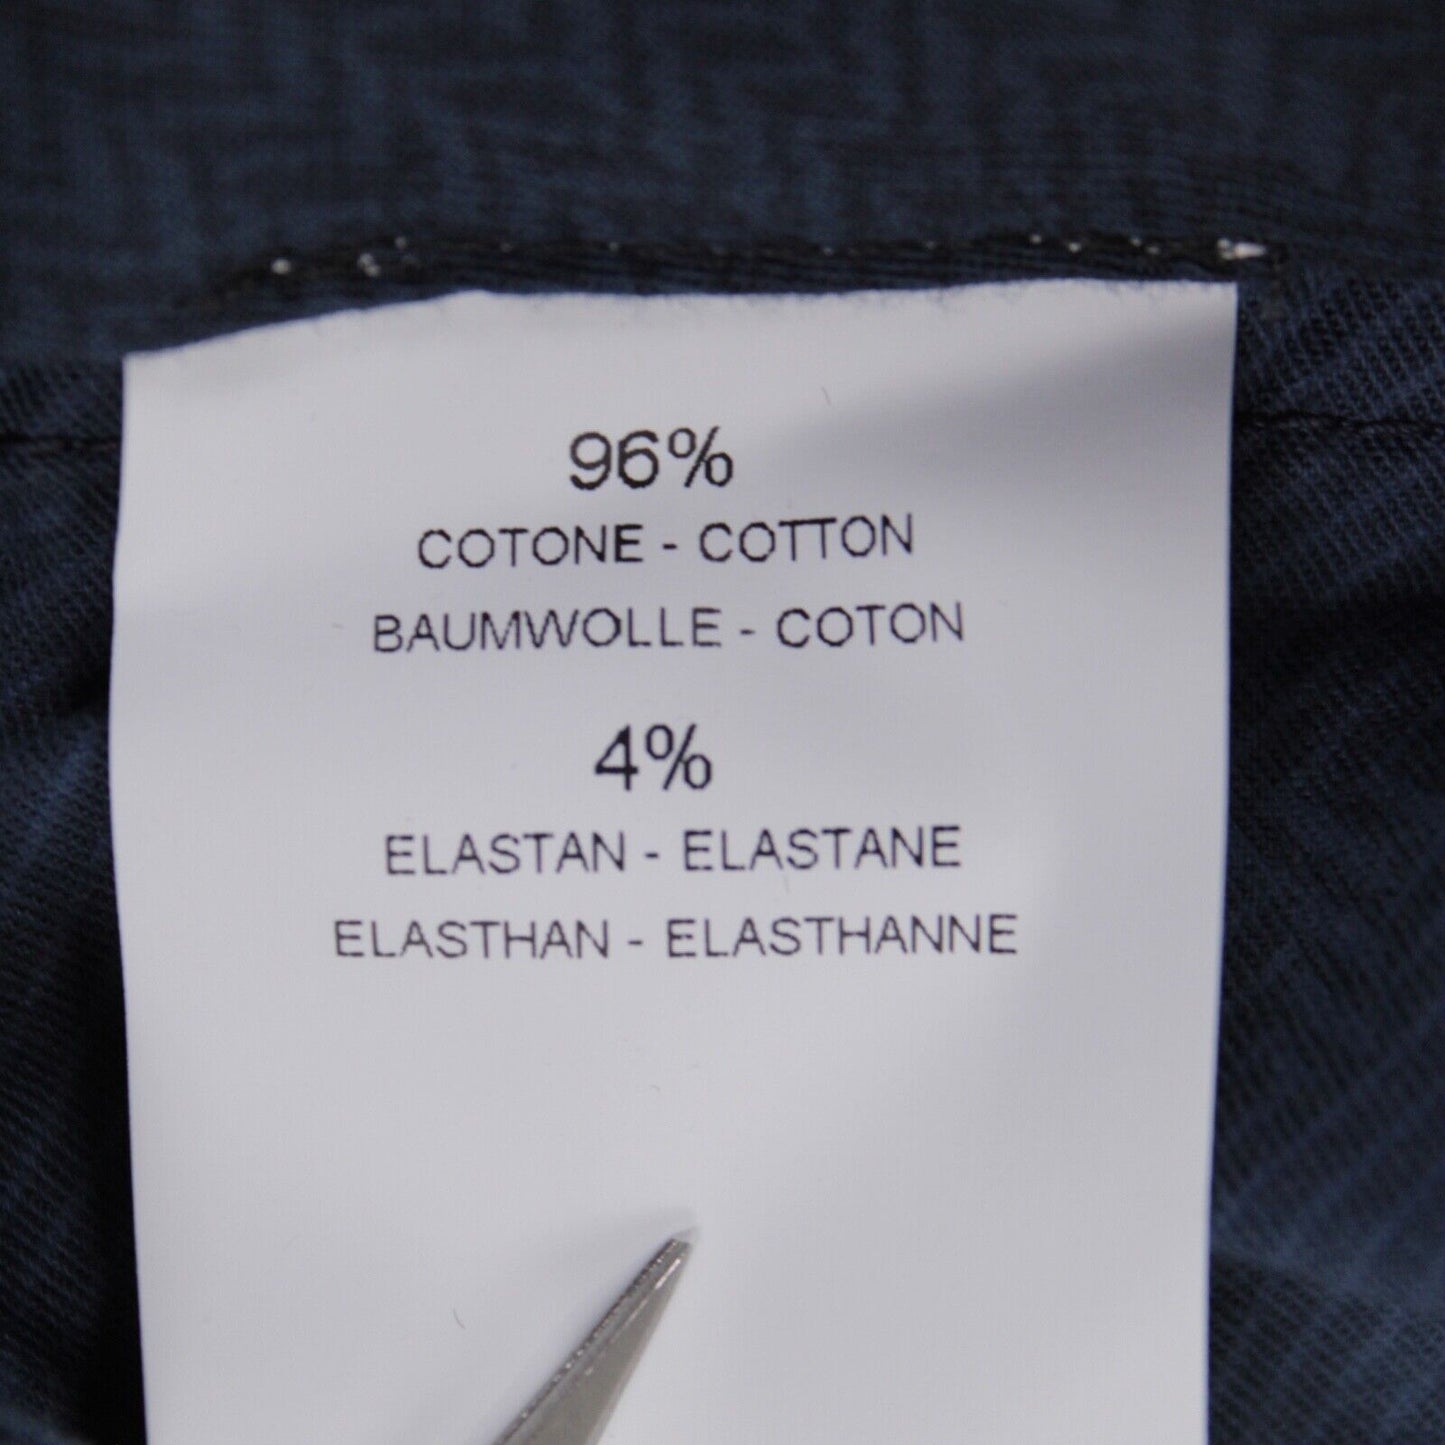 96%
COTONE - COTTON
BAUMWOLLE - COTON
4%
ELASTAN - ELASTANE
ELASTHAN - ELASTHANNE